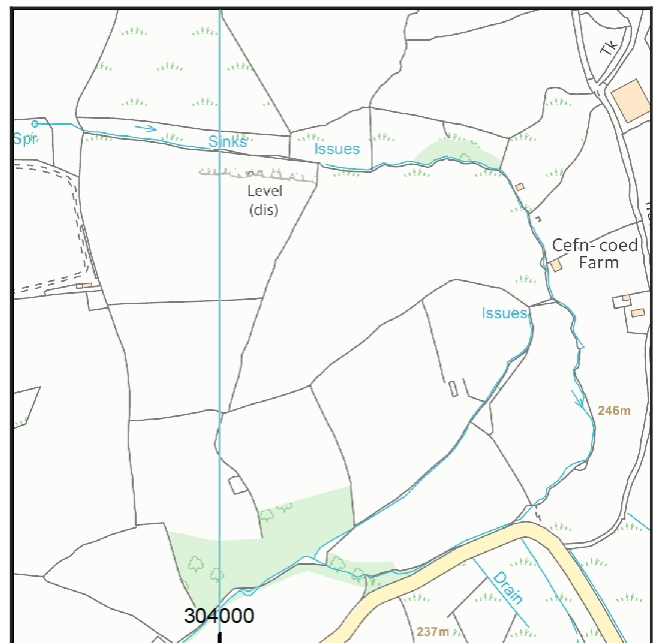 Tk
Spr
Sinks
Issues
Level
(dis)
Cefn-coed
Farm
Issues
246m
Drain
304000
237m